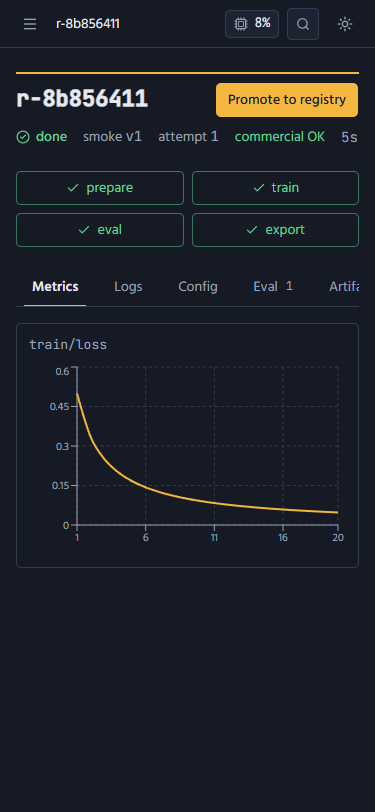 r-8b856411 8%
r-8b856411 Promote to registry
done smoke v1 attempt 1 commercial OK 5s
prepare train
eval export
Metrics Logs Config Eval 1 Artifa
train/loss
0.6
0.45
0.3
0.15
0
1 6 11 16 20